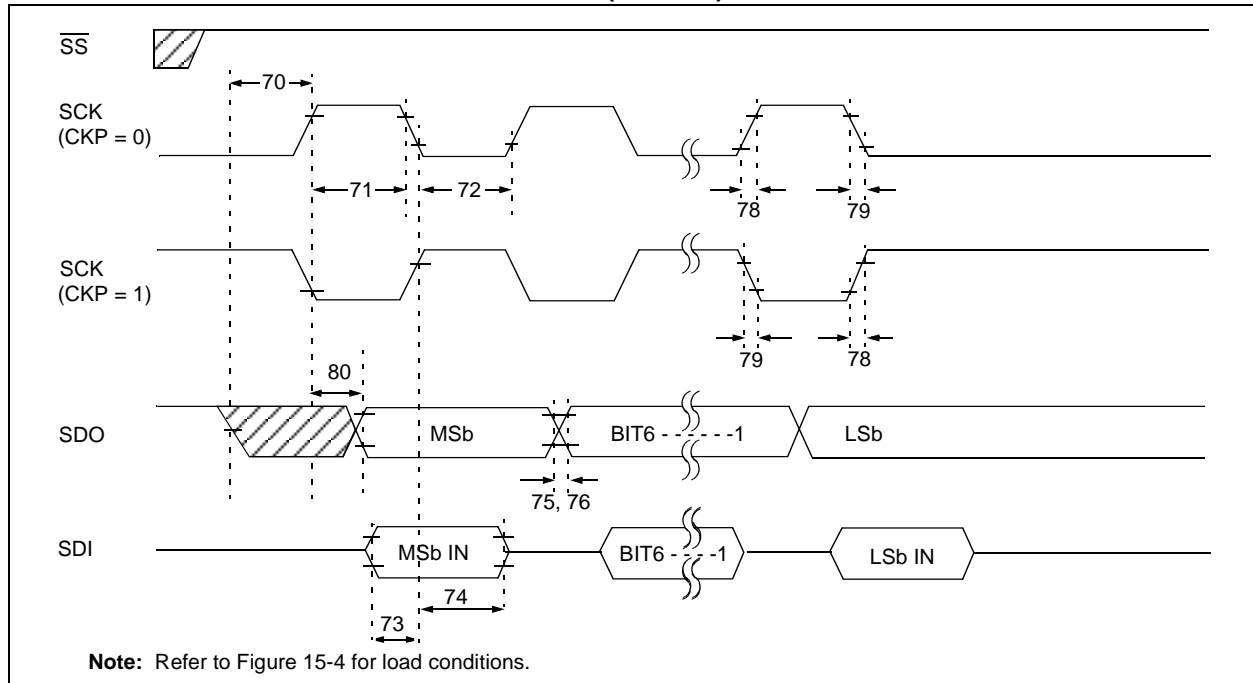 SS
70
SCK
(CKP = 0)
71
72
78
79
SCK
(CKP = 1)
79
78
80
SDO
MSb
BIT6 - - - - - -1
LSb
75, 76
SDI
MSb IN
BIT6 - - - - -1
LSb IN
74
73
Note: Refer to Figure 15-4 for load conditions.